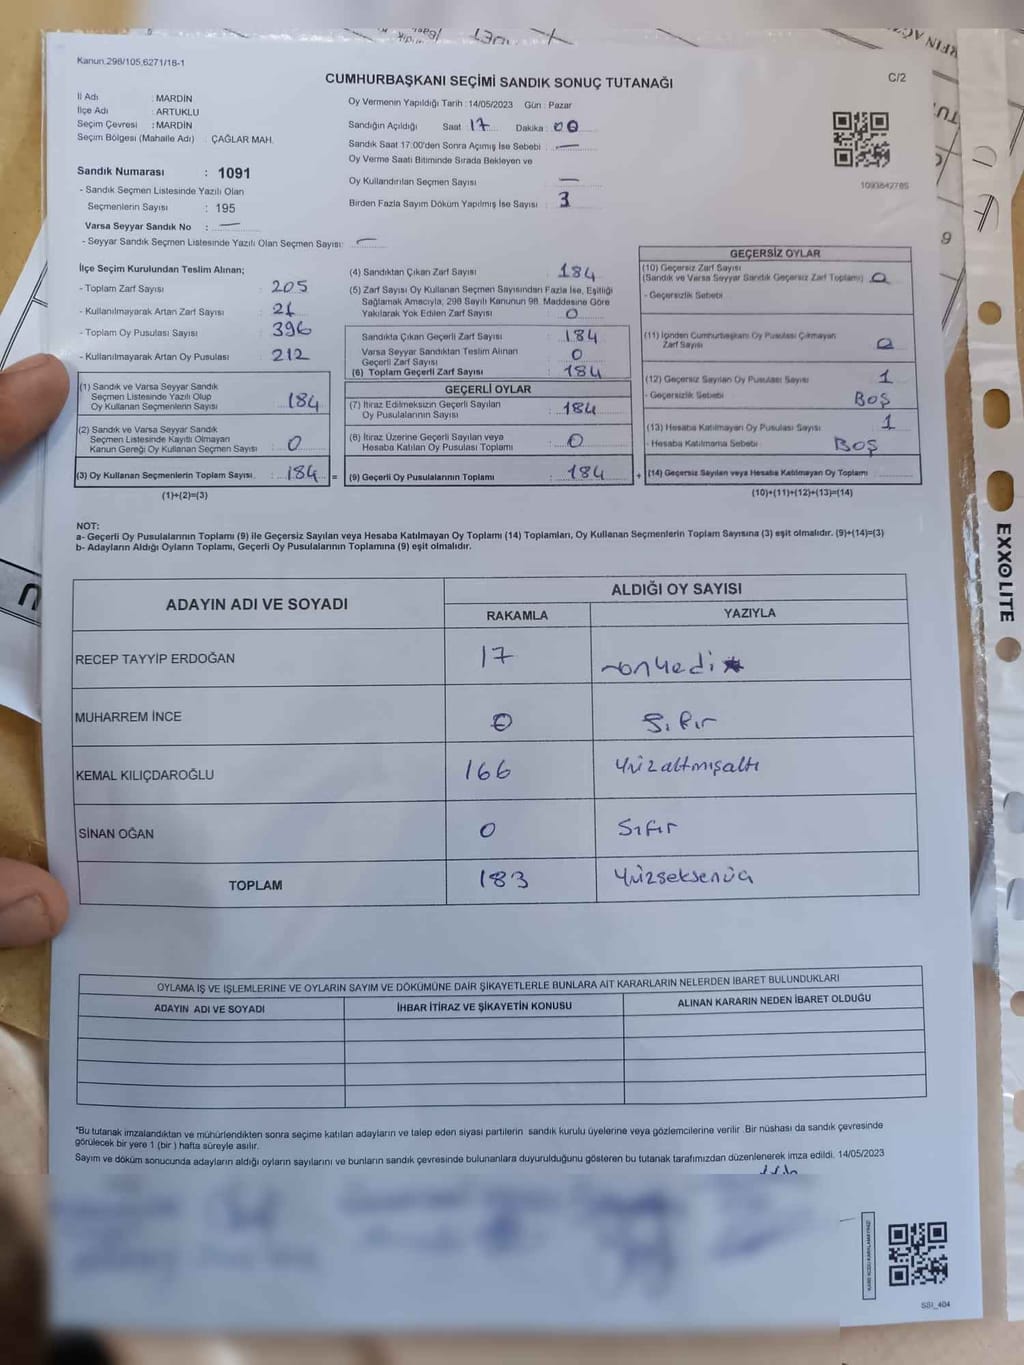 Kanun.298/105,6271/18-1
CUMHURBAŞKANI SEÇİMİ SANDIK SONUÇ TUTANAĞI
C/2
İl Adı : MARDİN
İlçe Adı : ARTUKLU
Seçim Çevresi : MARDİN
Seçim Bölgesi (Mahalle Adı) : ÇAĞLAR MAH.
Sandık Numarası : 1091
- Sandık Seçmen Listesinde Yazılı Olan
Seçmenlerin Sayısı : 195
Varsa Seyyar Sandık No : —
- Seyyar Sandık Listesinde Yazılı Olan Seçmen Sayısı: —
Oy Vermenin Yapıldığı Tarih : 14/05/2023 Gün : Pazar
Sandığın Açıldığı Saat : 17 Dakika : 00
Sandık Saat 17:00'den Sonra Açımış İse Sebebi : —
Oy Verme Saati Bitiminde Sırada Bekleyen ve
Oy Kullandırılan Seçmen Sayısı —
Birden Fazla Sayım Döküm Yapılmış İse Sayısı : 3
1093842785
İlçe Seçim Kurulundan Teslim Alınan;
- Toplam Zarf Sayısı : 205
- Kullanılmayarak Artan Zarf Sayısı : 21
- Toplam Oy Pusulası Sayısı : 396
- Kullanılmayarak Artan Oy Pusulası : 212
(1) Sandık ve Varsa Seyyar Sandık
Seçmen Listesinde Yazılı Olup
Oy Kullanan Seçmenlerin Sayısı : 184
(2) Sandık ve Varsa Seyyar Sandık
Seçmen Listesinde Kayıtlı Olmayan
Kanun Gereği Oy Kullanan Seçmen Sayısı : 0
(3) Oy Kullanan Seçmenlerin Toplam Sayısı. : 184 =
(1)+(2)=(3)
(4) Sandıktan Çıkan Zarf Sayısı : 184
(5) Zarf Sayısı Oy Kullanan Seçmen Sayısından Fazla İse, Eşitliği
Sağlamak Amacıyla, 298 Sayılı Kanunun 98. Maddesine Göre
Yakılarak Yok Edilen Zarf Sayısı : 0
Sandıkta Çıkan Geçerli Zarf Sayısı : 184
Varsa Seyyar Sandıktan Teslim Alınan
Geçerli Zarf Sayısı : 0
(6) Toplam Geçerli Zarf Sayısı : 184
GEÇERLİ OYLAR
(7) İtiraz Edilmeksizin Geçerli Sayılan
Oy Pusulalarının Sayısı : 184
(8) İtiraz Üzerine Geçerli Sayılan veya
Hesaba Katılan Oy Pusulası Toplamı : 0
(9) Geçerli Oy Pusulalarının Toplamı : 184 +
GEÇERSİZ OYLAR
(10) Geçersiz Zarf Sayısı
(Sandık ve Varsa Seyyar Sandık Geçersiz Zarf Toplamı) : 0
- Geçersizlik Sebebi
(11) İçinden Cumhurbaşkanı Oy Pusulası Çıkmayan
Zarf Sayısı 0
(12) Geçersiz Sayılan Oy Pusulası Sayısı 1
- Geçersizlik Sebebi BOŞ
(13) Hesaba Katılmayan Oy Pusulası Sayısı 1
- Hesaba Katılmama Sebebi BOŞ
(14) Geçersiz Sayılan veya Hesaba Katılmayan Oy Toplamı
(10)+(11)+(12)+(13)=(14)
NOT:
a- Geçerli Oy Pusulalarının Toplamı (9) ile Geçersiz Sayılan veya Hesaba Katılmayan Oy Toplamı (14) Toplamları, Oy Kullanan Seçmenlerin Toplam Sayısına (3) eşit olmalıdır. (9)+(14)=(3)
b- Adayların Aldığı Oyların Toplamı, Geçerli Oy Pusulalarının Toplamına (9) eşit olmalıdır.
ADAYIN ADI VE SOYADI
ALDIĞI OY SAYISI
RAKAMLA YAZIYLA
RECEP TAYYİP ERDOĞAN 17 onyedi
MUHARREM İNCE 0 Sıfır
KEMAL KILIÇDAROĞLU 166 Yüzaltmışaltı
SİNAN OĞAN 0 Sıfır
TOPLAM 183 Yüzseksenüç
OYLAMA İŞ VE İŞLEMLERİNE VE OYLARIN SAYIM VE DÖKÜMÜNE DAİR ŞİKAYETLERLE BUNLARA AİT KARARLARIN NELERDEN İBARET BULUNDUKLARI
ADAYIN ADI VE SOYADI İHBAR İTİRAZ VE ŞİKAYETİN KONUSU ALINAN KARARIN NEDEN İBARET OLDUĞU
*Bu tutanak imzalandıktan ve mühürlendikten sonra seçime katılan adayların ve talep eden siyasi partilerin sandık kurulu üyelerine veya gözlemcilerine verilir .Bir nüshası da sandık çevresinde
görülecek bir yere 1 (bir ) hafta süreyle asılır.
Sayım ve döküm sonucunda adayların aldığı oyların sayılarını ve bunların sandık çevresinde bulunanlara duyurulduğunu gösteren bu tutanak tarafımızdan düzenlenerek imza edildi. 14/05/2023
SSI_404
EXXO LITE